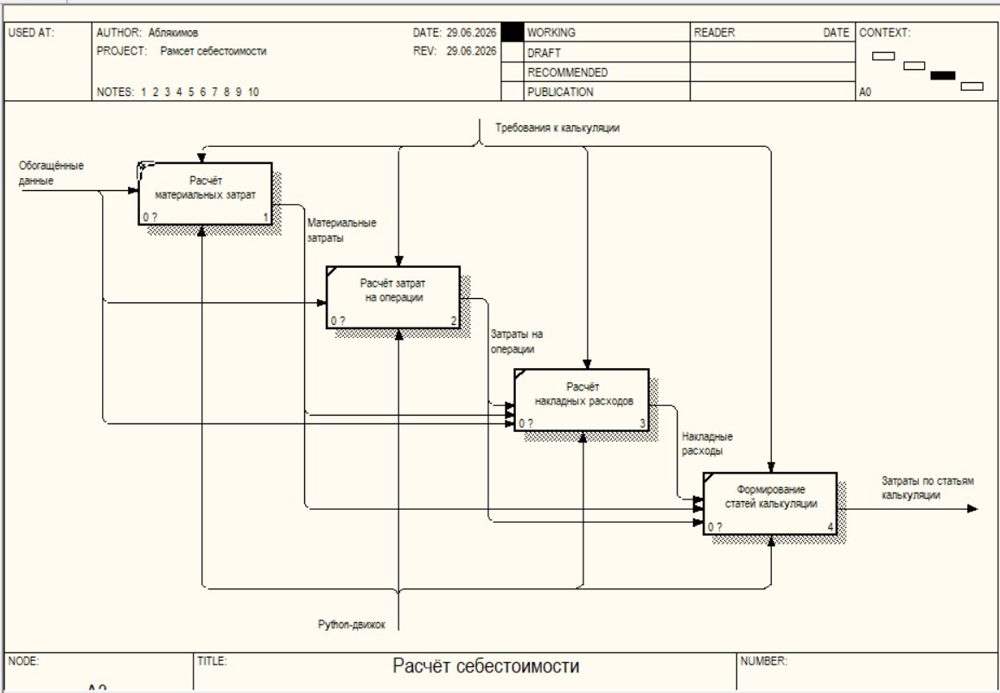 USED AT:
AUTHOR: Аблякимов
DATE: 29.06.2026
WORKING
READER
DATE
CONTEXT:
PROJECT: Рамсет себестоимости
REV: 29.06.2026
DRAFT
RECOMMENDED
NOTES: 1 2 3 4 5 6 7 8 9 10
PUBLICATION
A0
Требования к калькуляции
Обогащённые
данные
Расчёт
материальных затрат
0 ?
1
Материальные
затраты
Расчёт затрат
на операции
0 ?
2
Затраты на
операции
Расчёт
накладных расходов
0 ?
3
Накладные
расходы
Формирование
статей калькуляции
0 ?
4
Затраты по статьям
калькуляции
Python-движок
NODE:
TITLE:
Расчёт себестоимости
NUMBER: